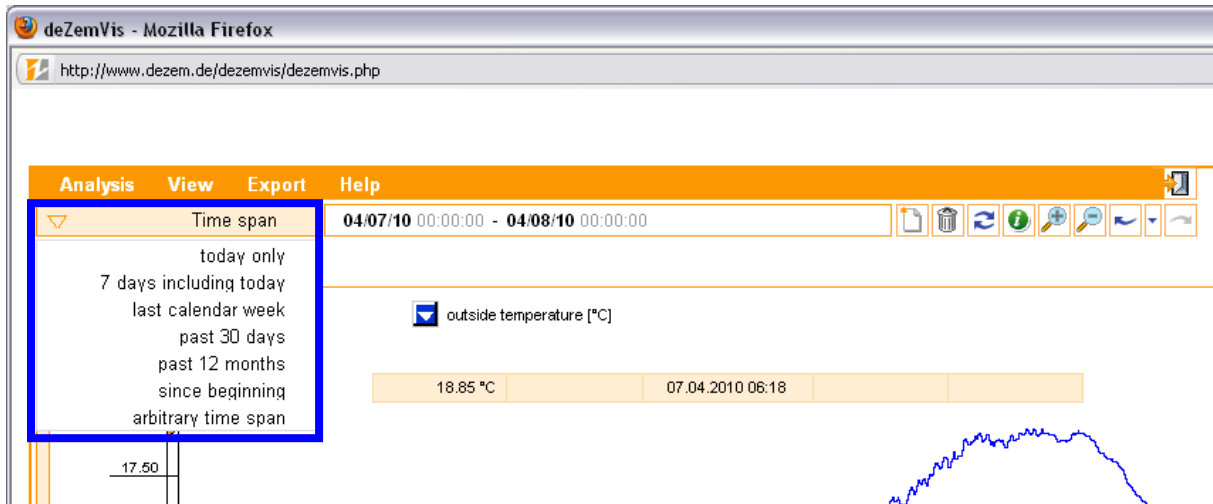 deZemVis - Mozilla Firefox
http://www.dezem.de/dezemvis/dezemvis.php
Analysis View Export Help
Time span 04/07/10 00:00:00 - 04/08/10 00:00:00
today only
7 days including today
last calendar week
past 30 days
past 12 months
since beginning
arbitrary time span
outside temperature [°C]
18.85 °C 07.04.2010 06:18
17.50